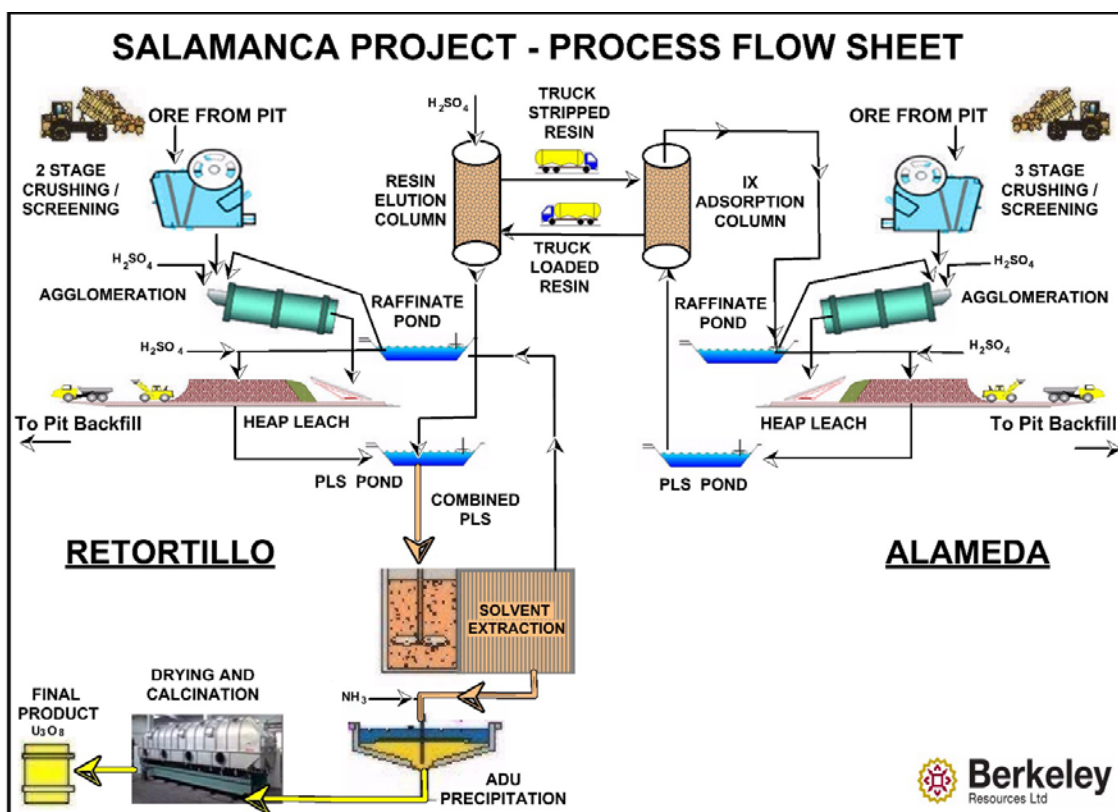 SALAMANCA PROJECT - PROCESS FLOW SHEET
ORE FROM PIT
2 STAGE
CRUSHING /
SCREENING
H₂SO₄
AGGLOMERATION
H₂SO₄
HEAP LEACH
To Pit Backfill
RAFFINATE
POND
PLS POND
COMBINED
PLS
H₂SO₄
RESIN
ELUTION
COLUMN
TRUCK
STRIPPED
RESIN
TRUCK
LOADED
RESIN
IX
ADSORPTION
COLUMN
ORE FROM PIT
3 STAGE
CRUSHING /
SCREENING
H₂SO₄
AGGLOMERATION
RAFFINATE
POND
H₂SO₄
HEAP LEACH
To Pit Backfill
PLS POND
RETORTILLO
ALAMEDA
SOLVENT
EXTRACTION
NH₃
ADU
PRECIPITATION
DRYING AND
CALCINATION
FINAL
PRODUCT
U₃O₈
Berkeley
Resources Ltd